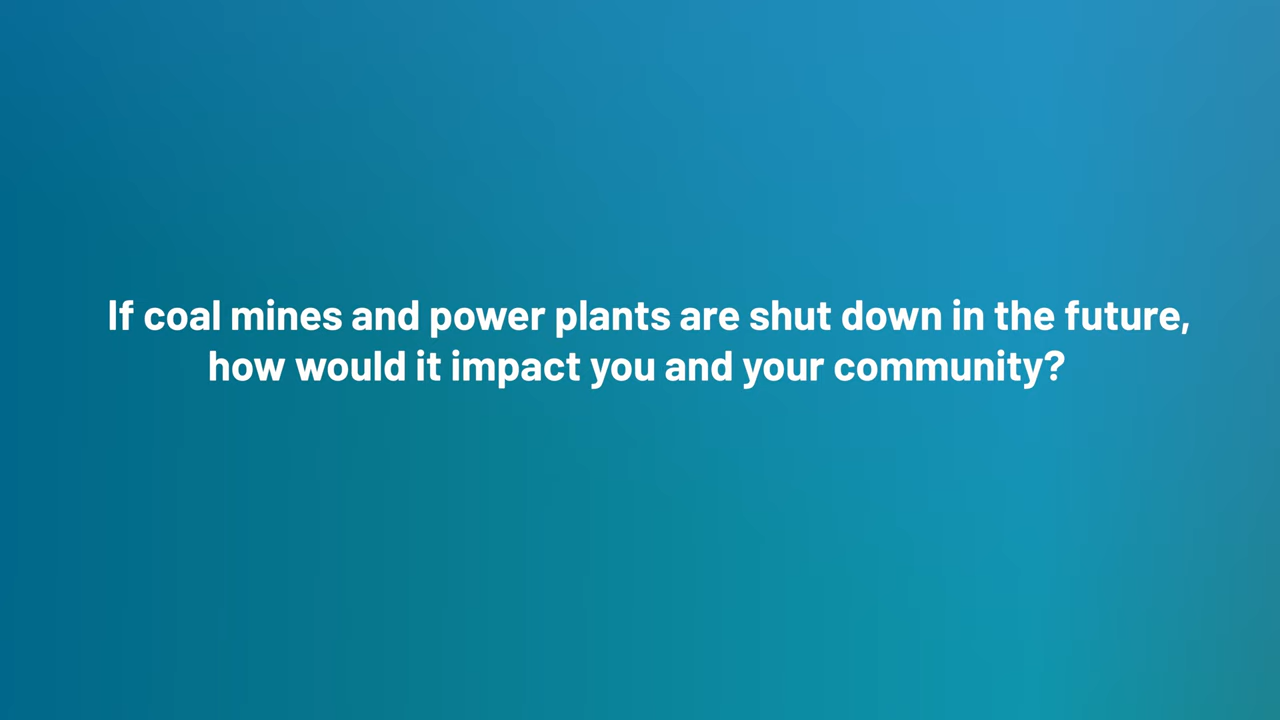 If coal mines and power plants are shut down in the future,
how would it impact you and your community?